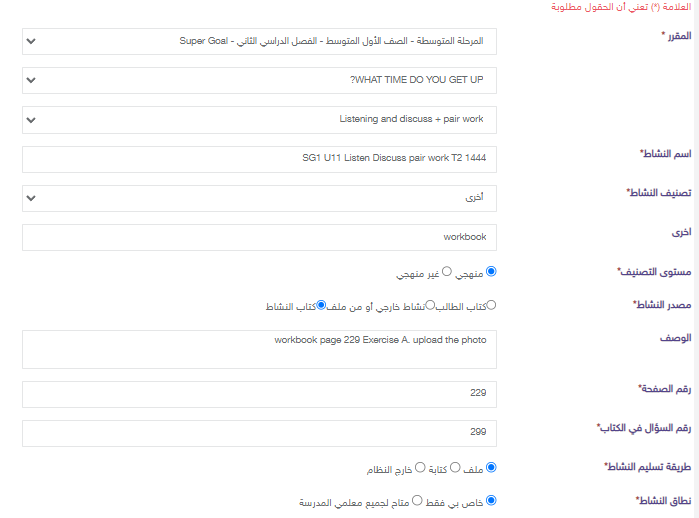 العلامة (*) تعني أن الحقول مطلوبة
المقرر *
المرحلة المتوسطة - الصف الأول المتوسط - الفصل الدراسي الثاني - Super Goal
?WHAT TIME DO YOU GET UP
Listening and discuss + pair work
اسم النشاط*
SG1 U11 Listen Discuss pair work T2 1444
تصنيف النشاط*
أخرى
اخرى
workbook
مستوى التصنيف*
منهجي غير منهجي
مصدر النشاط*
كتاب الطالب نشاط خارجي أو من ملف كتاب النشاط
الوصف
workbook page 229 Exercise A. upload the photo
رقم الصفحة*
229
رقم السؤال في الكتاب*
299
طريقة تسليم النشاط*
ملف كتابة خارج النظام
نطاق النشاط*
خاص بي فقط متاح لجميع معلمي المدرسة